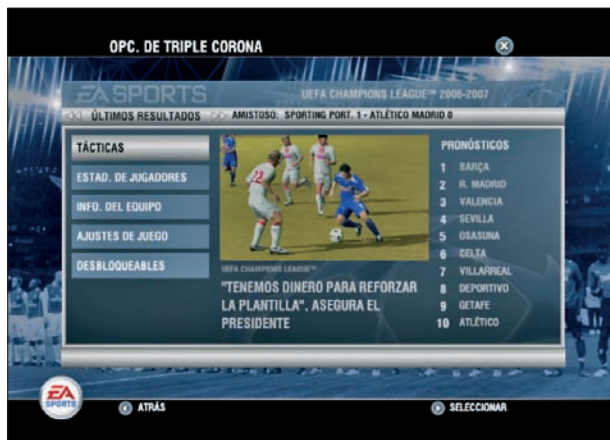 OPC. DE TRIPLE CORONA
EA SPORTS
UEFA CHAMPIONS LEAGUE™ 2006-2007
ÚLTIMOS RESULTADOS AMISTOSO: SPORTING PORT. 1 - ATLÉTICO MADRID 0
TÁCTICAS
ESTAD. DE JUGADORES
INFO. DEL EQUIPO
AJUSTES DE JUEGO
DESBLOQUEABLES
22
UEFA CHAMPIONS LEAGUE™
"TENEMOS DINERO PARA REFORZAR
LA PLANTILLA", ASEGURA EL
PRESIDENTE
PRONÓSTICOS
1 BARÇA
2 R. MADRID
3 VALENCIA
4 SEVILLA
5 OSASUNA
6 CELTA
7 VILLARREAL
8 DEPORTIVO
9 GETAFE
10 ATLÉTICO
EA
SPORTS
ATRÁS
SELECCIONAR